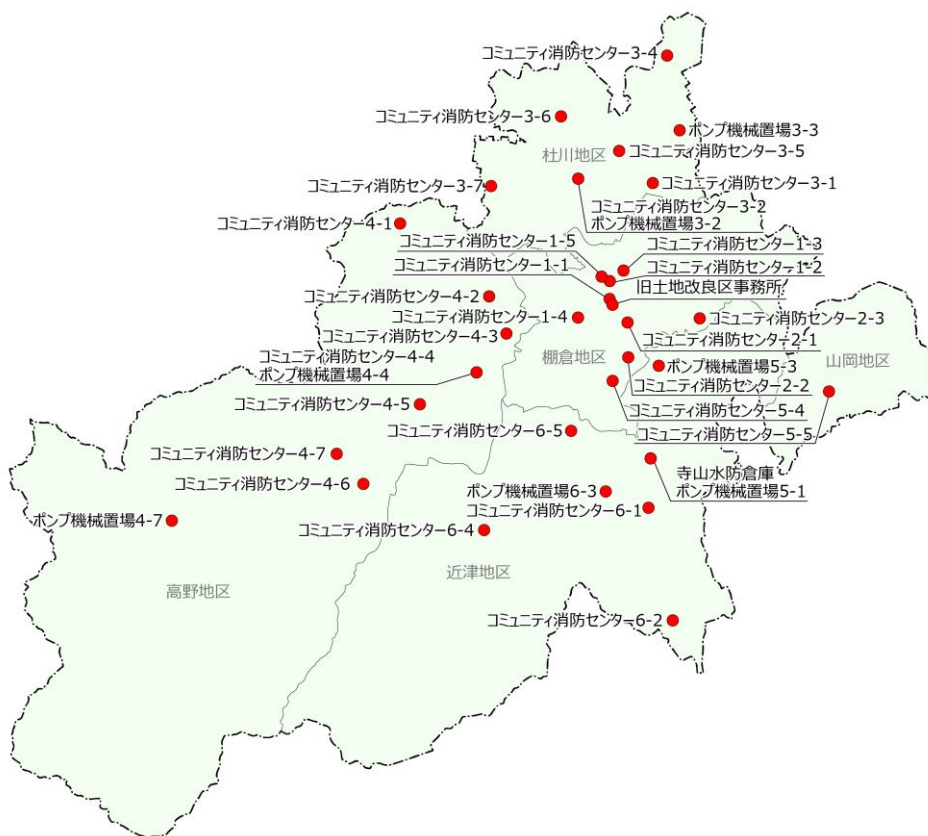 コミュニティ消防センター3-4
コミュニティ消防センター3-6
ポンプ機械置場3-3
コミュニティ消防センター3-5
杜川地区
コミュニティ消防センター3-7
コミュニティ消防センター3-1
コミュニティ消防センター3-2
ポンプ機械置場3-2
コミュニティ消防センター4-1
コミュニティ消防センター1-5
コミュニティ消防センター1-3
コミュニティ消防センター1-1
コミュニティ消防センター1-2
旧土地改良区事務所
コミュニティ消防センター4-2
コミュニティ消防センター1-4
コミュニティ消防センター2-3
コミュニティ消防センター4-3
コミュニティ消防センター2-1
コミュニティ消防センター4-4
ポンプ機械置場4-4
棚倉地区
山岡地区
ポンプ機械置場5-3
コミュニティ消防センター2-2
コミュニティ消防センター4-5
コミュニティ消防センター5-4
コミュニティ消防センター6-5
コミュニティ消防センター5-5
コミュニティ消防センター4-7
寺山水防倉庫
ポンプ機械置場5-1
コミュニティ消防センター4-6
ポンプ機械置場6-3
コミュニティ消防センター6-1
ポンプ機械置場4-7
コミュニティ消防センター6-4
近津地区
高野地区
コミュニティ消防センター6-2